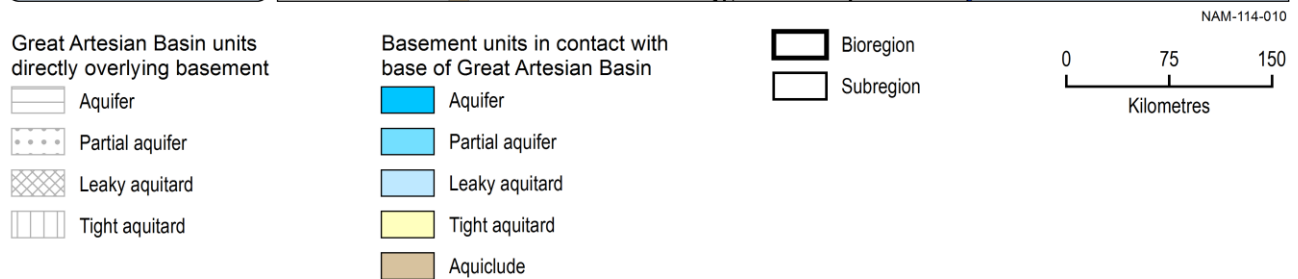 NAM-114-010
Great Artesian Basin units
directly overlying basement
Aquifer
Partial aquifer
Leaky aquitard
Tight aquitard
Basement units in contact with
base of Great Artesian Basin
Aquifer
Partial aquifer
Leaky aquitard
Tight aquitard
Aquiclude
Bioregion
Subregion
0 75 150
Kilometres